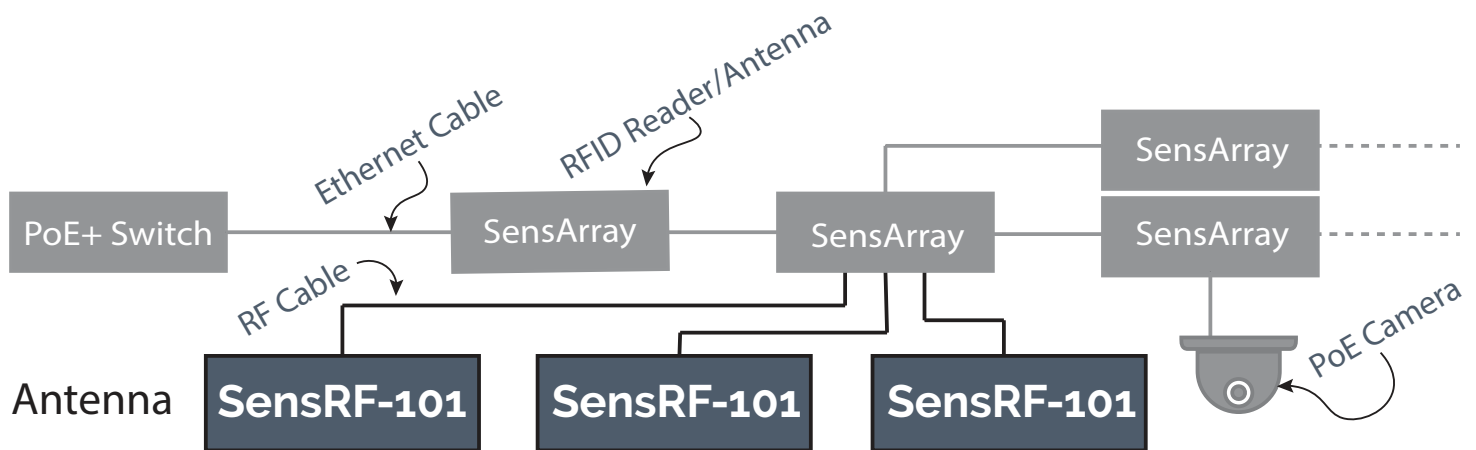 Ethernet Cable
RFID Reader/Antenna
SensArray
PoE+ Switch
SensArray
SensArray
SensArray
RF Cable
PoE Camera
Antenna
SensRF-101
SensRF-101
SensRF-101